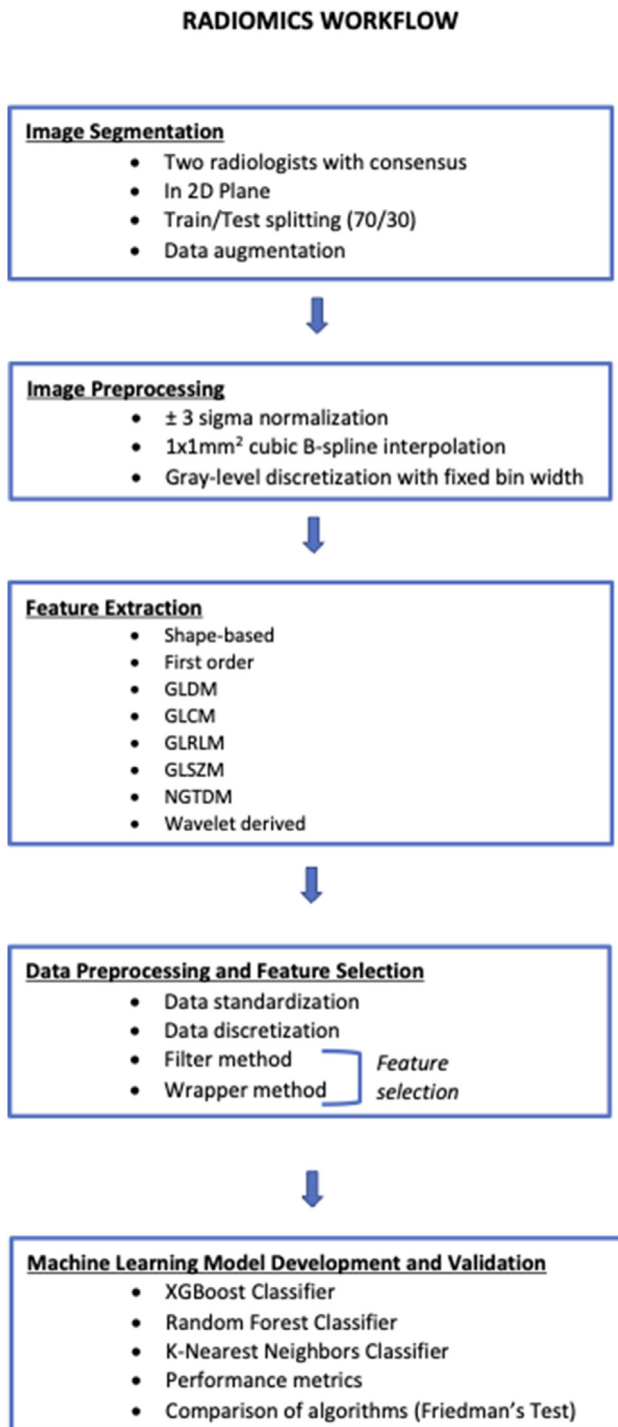 RADIOMICS WORKFLOW
Image Segmentation
• Two radiologists with consensus
• In 2D Plane
• Train/Test splitting (70/30)
• Data augmentation
Image Preprocessing
• ± 3 sigma normalization
• 1x1mm² cubic B-spline interpolation
• Gray-level discretization with fixed bin width
Feature Extraction
• Shape-based
• First order
• GLDM
• GLCM
• GLRLM
• GLSZM
• NGTDM
• Wavelet derived
Data Preprocessing and Feature Selection
• Data standardization
• Data discretization
• Filter method
• Wrapper method
Feature
selection
Machine Learning Model Development and Validation
• XGBoost Classifier
• Random Forest Classifier
• K-Nearest Neighbors Classifier
• Performance metrics
• Comparison of algorithms (Friedman's Test)